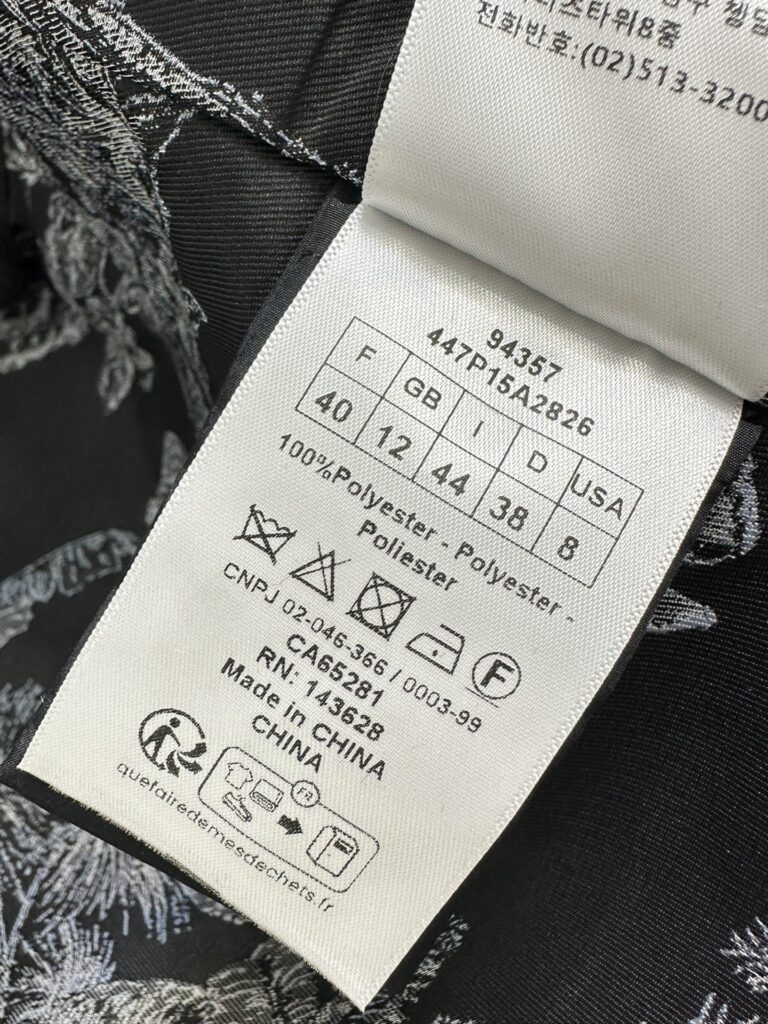 전화번호:(02)513-3200
94357
447P15A2826
F GB I D USA
40 12 44 38 8
100%Polyester - Polyester -
Poliester
F
CNPJ 02-046-366 / 0003-99
CA65281
RN: 143628
Made in CHINA
CHINA
FR
quefairedemesdechets.fr